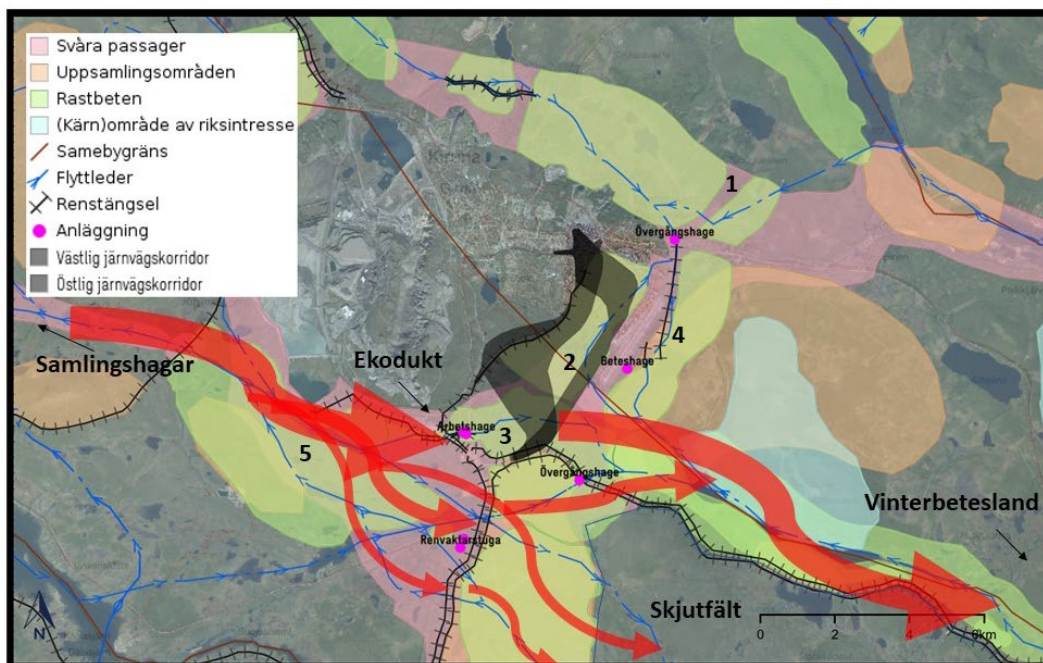 Svåra passager
Uppsamlingsområden
Rastbeten
(Kärn)område av riksintresse
Samebygräns
Flyttleder
Renstängsel
Anläggning
Västlig järnvägskorridor
Östlig järnvägskorridor
Kiruna
1
Övergångshage
4
Samlingshagar
Ekodukt
2
Beteshage
Arbetshage
3
5
Övergångshage
Vinterbetesland
Renvaktarstuga
Skjutfält
N
0 2 4 6km